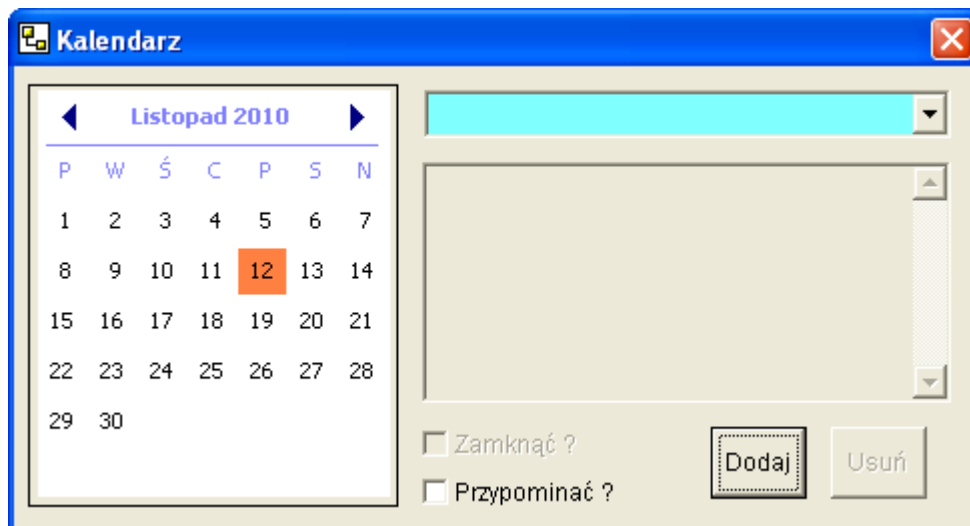 Kalendarz
Listopad 2010
P W Ś C P S N
1 2 3 4 5 6 7
8 9 10 11 12 13 14
15 16 17 18 19 20 21
22 23 24 25 26 27 28
29 30
Zamknąć ?
Przypominać ?
Dodaj
Usuń